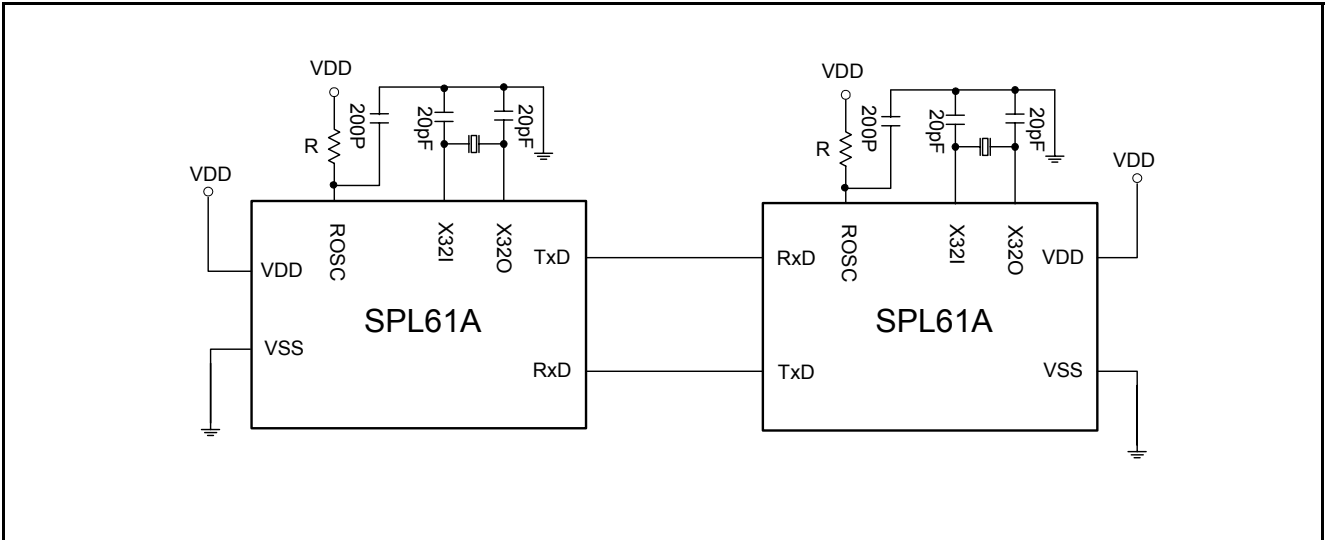 VDD
R
200P
20pF
20pF
VDD
ROSC
X32I
X32O
TxD
VDD
SPL61A
VSS
RxD
VDD
R
200P
20pF
20pF
VDD
ROSC
X32I
X32O
RxD
VDD
SPL61A
TxD
VSS